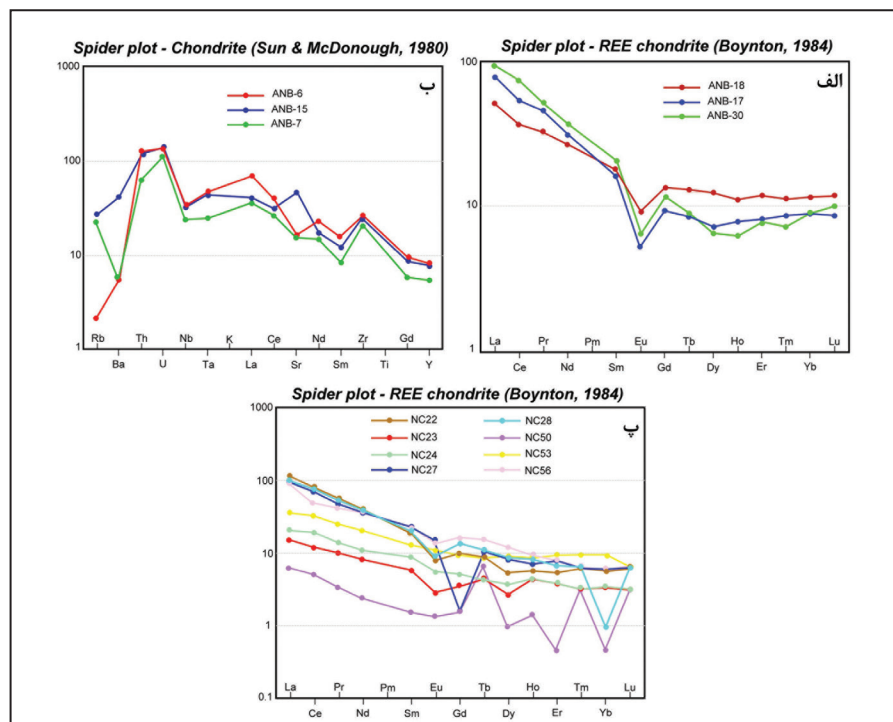 Spider plot - Chondrite (Sun & McDonough, 1980)
1000
100
10
1
ب
ANB-6
ANB-15
ANB-7
Rb Th Nb K Ce Nd Zr Gd
Ba U Ta La Sr Sm Ti Y
Spider plot - REE chondrite (Boynton, 1984)
100
10
1
الف
ANB-18
ANB-17
ANB-30
La Pr Pm Eu Tb Ho Tm Lu
Ce Nd Sm Gd Dy Er Yb
Spider plot - REE chondrite (Boynton, 1984)
1000
100
10
1
0.1
پ
NC22 NC28
NC23 NC50
NC24 NC53
NC27 NC56
La Pr Pm Eu Tb Ho Tm Lu
Ce Nd Sm Gd Dy Er Yb